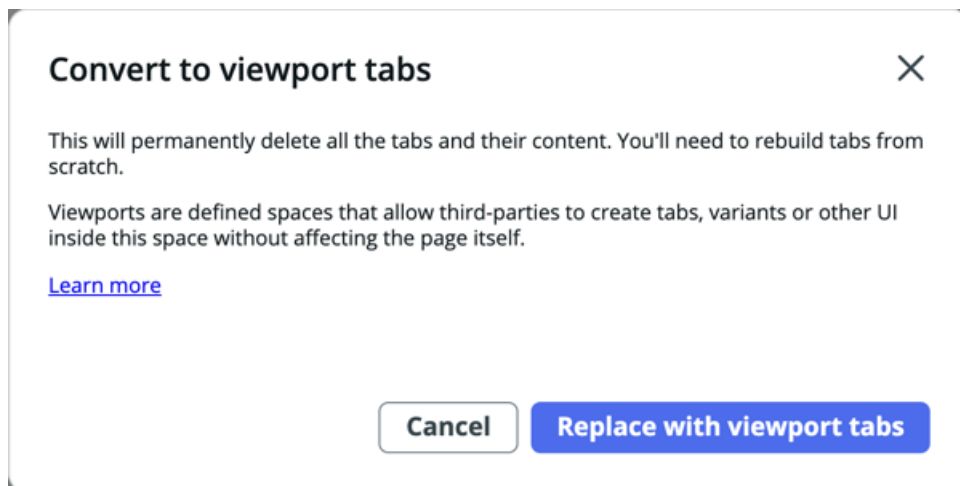 Convert to viewport tabs
This will permanently delete all the tabs and their content. You'll need to rebuild tabs from
scratch.
Viewports are defined spaces that allow third-parties to create tabs, variants or other UI
inside this space without affecting the page itself.
Learn more
Cancel
Replace with viewport tabs